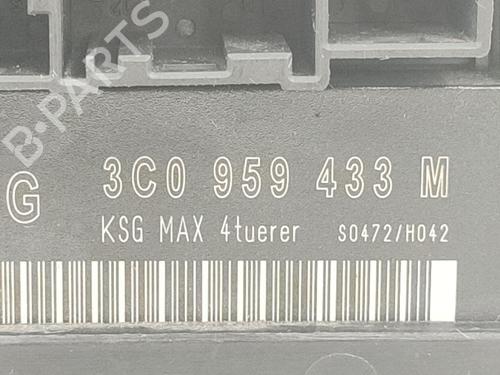 B-PARTS
G
3C0 959 433 M
KSG MAX 4tuerer S0472/H042